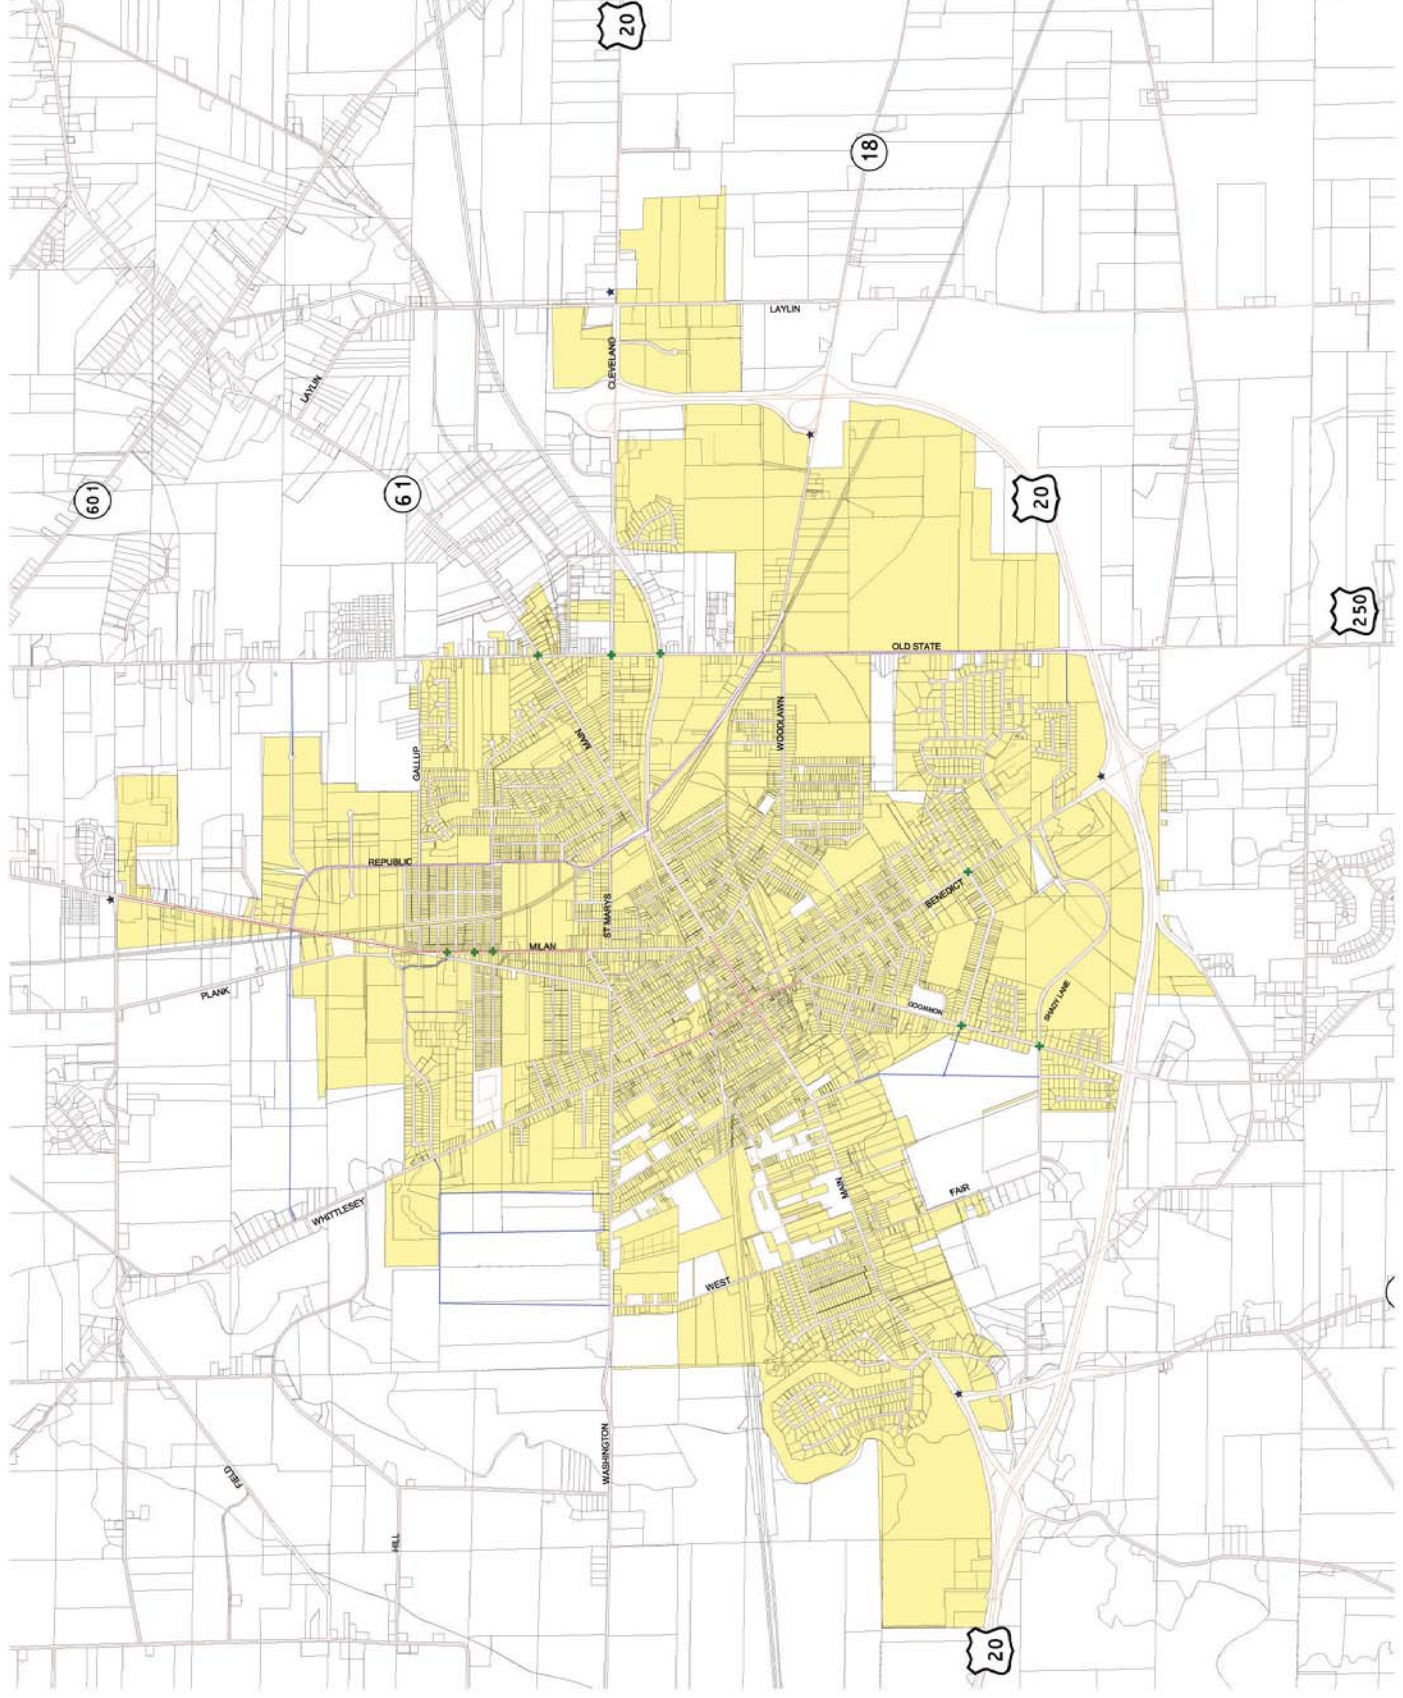 20
18
LAYLIN
CLEVELAND
LAYLIN
601
61
20
250
OLD STATE
WOODLAWN
MAIN
GALLUP
REPUBLIC
BENEDICT
ST MARYS
MILAN
PLANK
NORWOOD
SHADY LANE
MAIN
FAIR
WHITTLESEY
WEST
WASHINGTON
FIELD
HILL
20